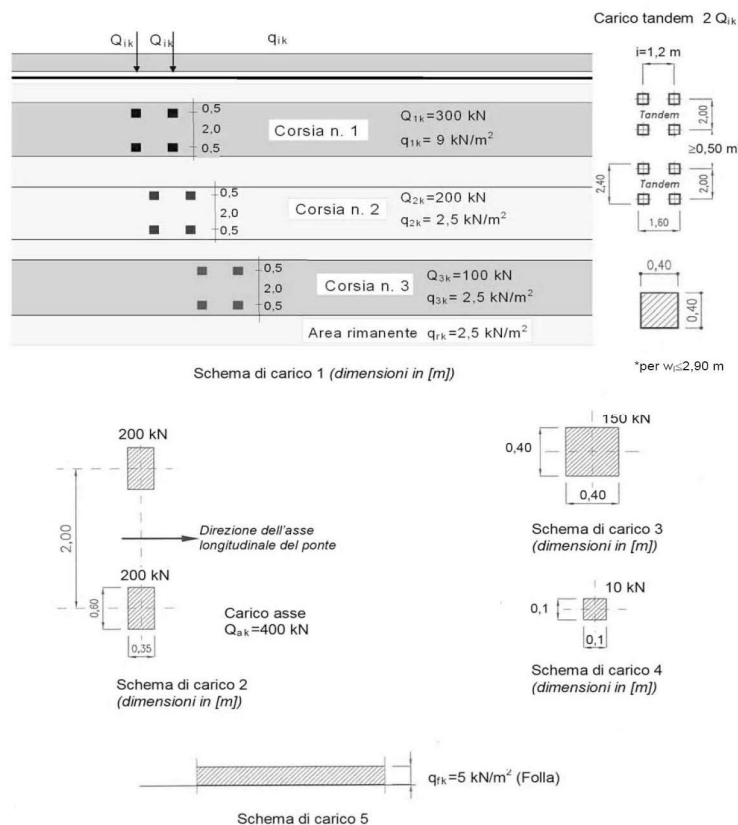 Carico tandem 2 Qik
Qik Qik qik
i=1,2 m
0,5
2,0
0,5
Corsia n. 1
Q1k=300 kN
q1k= 9 kN/m²
Tandem
2,00
≥0,50 m
0,5
2,0
0,5
Corsia n. 2
Q2k=200 kN
q2k= 2,5 kN/m²
2,40
Tandem
2,00
1,60
0,5
2,0
0,5
Corsia n. 3
Q3k=100 kN
q3k= 2,5 kN/m²
0,40
0,40
Area rimanente qrk=2,5 kN/m²
Schema di carico 1 (dimensioni in [m])
*per wl≤2,90 m
200 kN
2,00
Direzione dell'asse
longitudinale del ponte
200 kN
0,60
0,35
Carico asse
Qak=400 kN
Schema di carico 2
(dimensioni in [m])
150 kN
0,40
0,40
Schema di carico 3
(dimensioni in [m])
10 kN
0,1
0,1
Schema di carico 4
(dimensioni in [m])
qfk=5 kN/m² (Folla)
Schema di carico 5